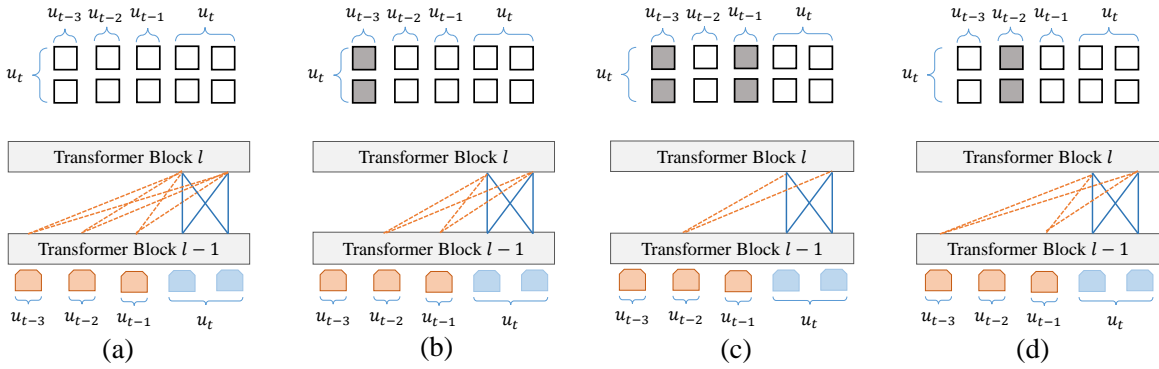 u_{t-3} u_{t-2} u_{t-1} u_t
u_t
Transformer Block l
Transformer Block l − 1
u_{t-3} u_{t-2} u_{t-1} u_t
(a)
u_{t-3} u_{t-2} u_{t-1} u_t
u_t
Transformer Block l
Transformer Block l − 1
u_{t-3} u_{t-2} u_{t-1} u_t
(b)
u_{t-3} u_{t-2} u_{t-1} u_t
u_t
Transformer Block l
Transformer Block l − 1
u_{t-3} u_{t-2} u_{t-1} u_t
(c)
u_{t-3} u_{t-2} u_{t-1} u_t
u_t
Transformer Block l
Transformer Block l − 1
u_{t-3} u_{t-2} u_{t-1} u_t
(d)